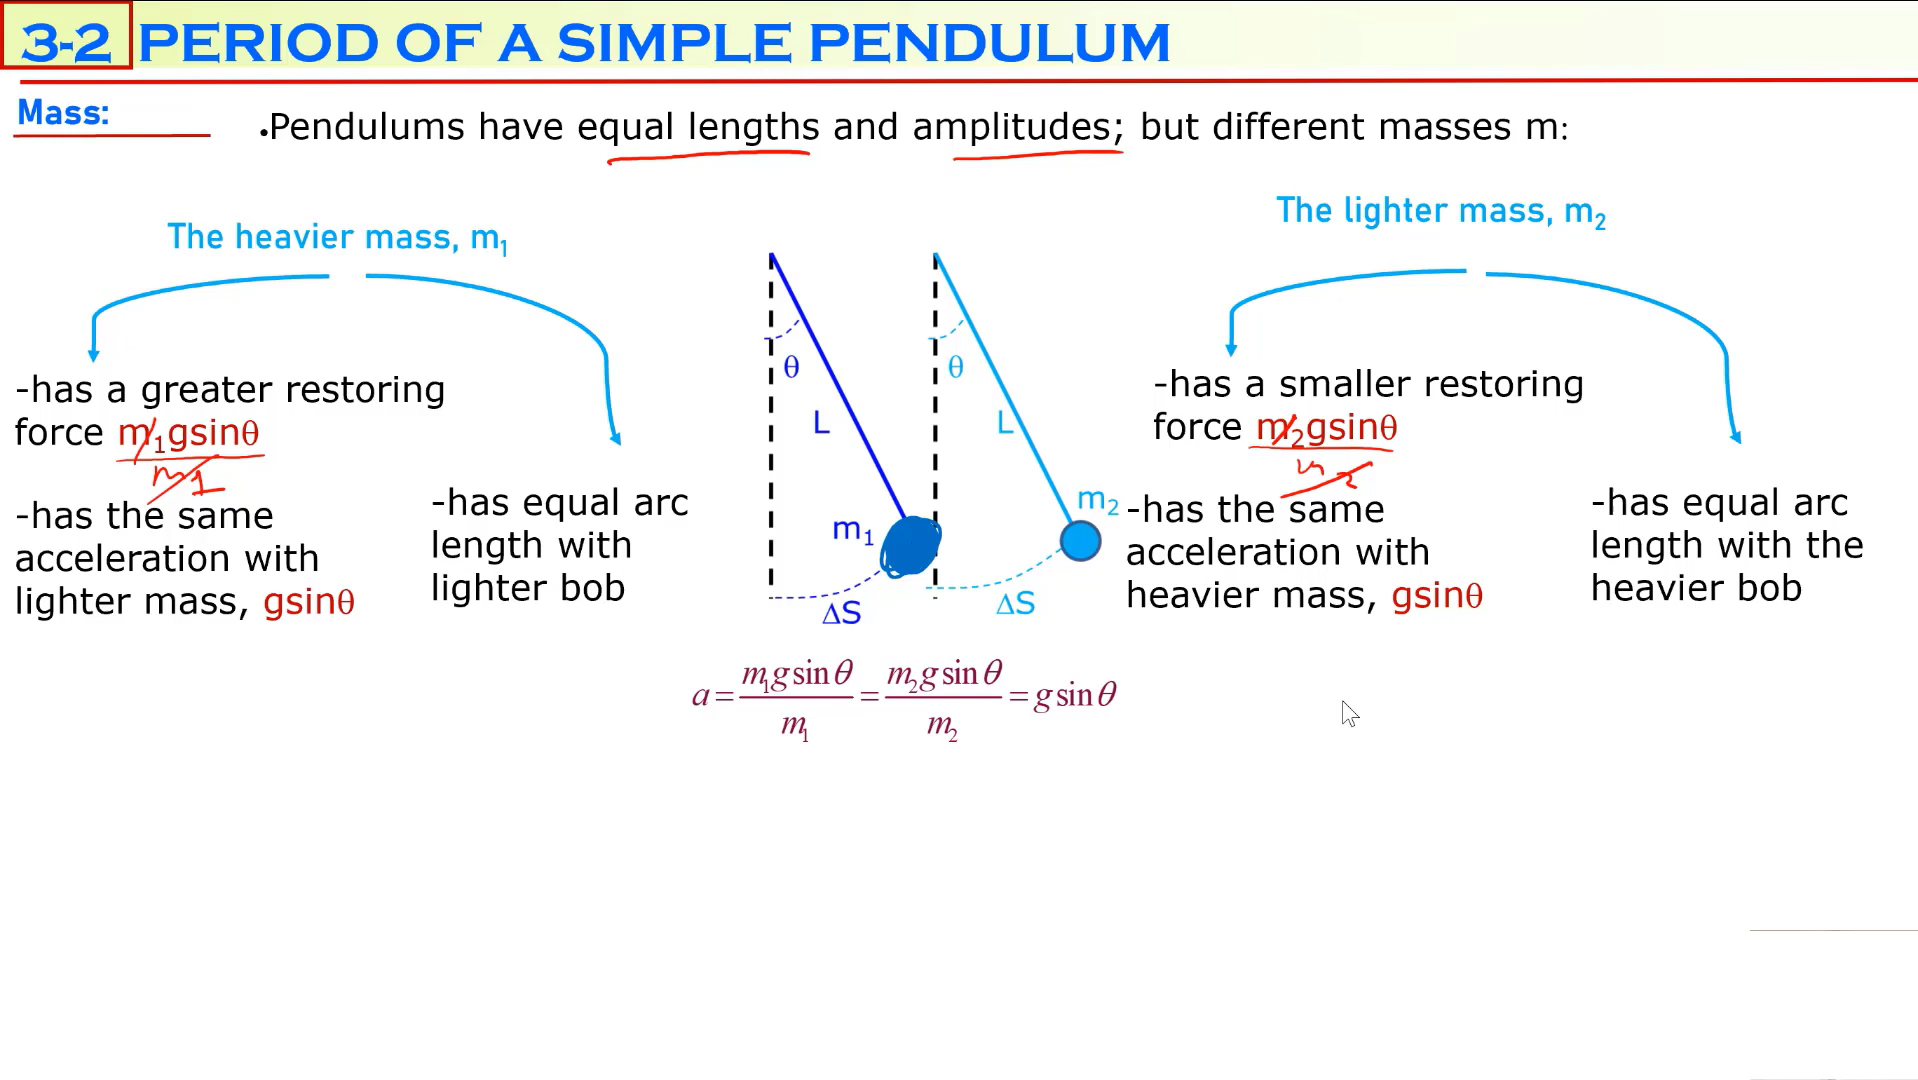 3-2 PERIOD OF A SIMPLE PENDULUM
Mass:
•Pendulums have equal lengths and amplitudes; but different masses m:
The heavier mass, m₁
-has a greater restoring
force m₁gsinθ
m1
-has the same
acceleration with
lighter mass, gsinθ
-has equal arc
length with
lighter bob
θ
L
m₁
ΔS
θ
L
m₂
ΔS
The lighter mass, m₂
-has a smaller restoring
force m₂gsinθ
-has the same
acceleration with
heavier mass, gsinθ
-has equal arc
length with the
heavier bob
a = m₁g sin θ / m₁ = m₂g sin θ / m₂ = g sin θ